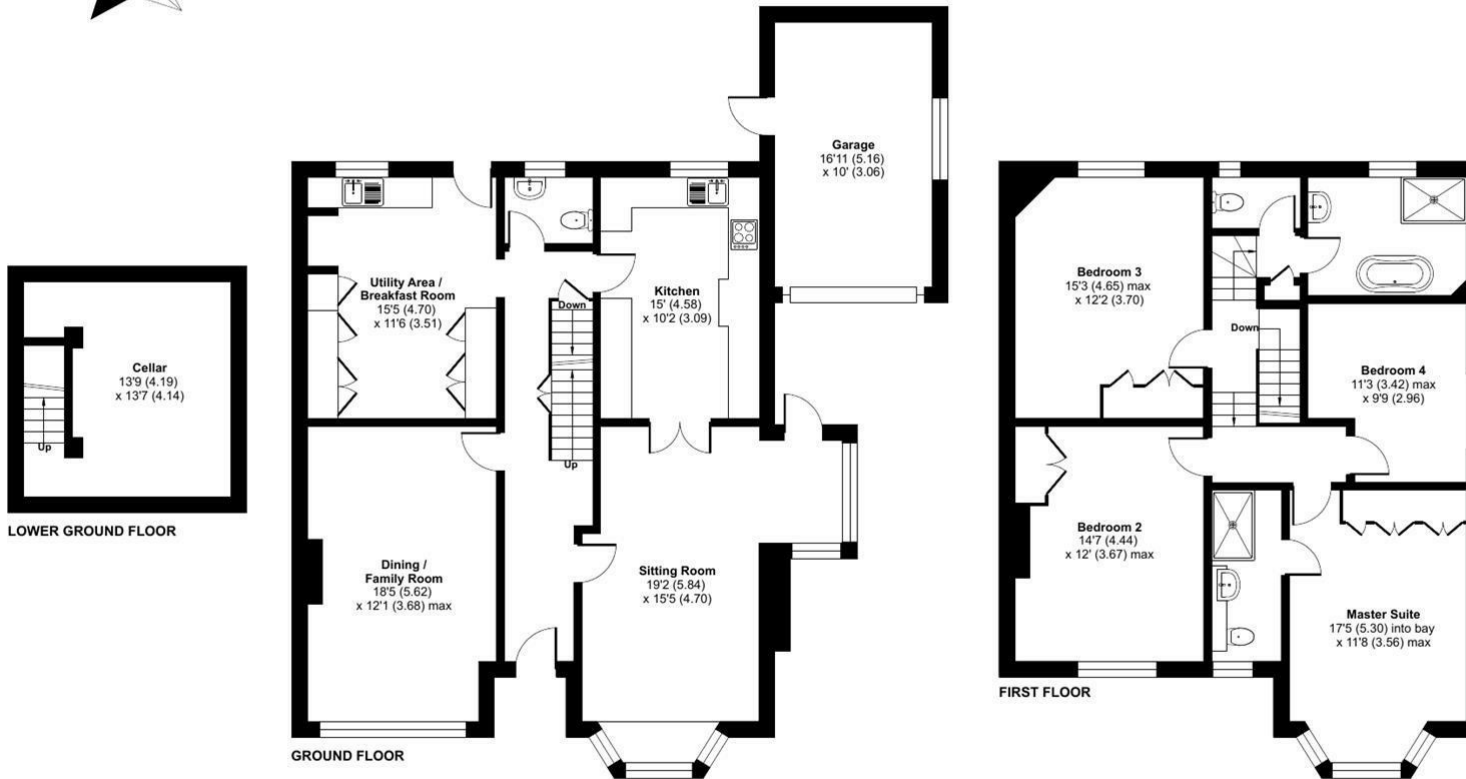 Garage
16'11 (5.16)
x 10' (3.06)
Utility Area /
Breakfast Room
15'5 (4.70)
x 11'6 (3.51)
Kitchen
15' (4.58)
x 10'2 (3.09)
Down
Up
Dining /
Family Room
18'5 (5.62)
x 12'1 (3.68) max
Sitting Room
19'2 (5.84)
x 15'5 (4.70)
GROUND FLOOR
Cellar
13'9 (4.19)
x 13'7 (4.14)
Up
LOWER GROUND FLOOR
Bedroom 3
15'3 (4.65) max
x 12'2 (3.70)
Down
Bedroom 4
11'3 (3.42) max
x 9'9 (2.96)
Bedroom 2
14'7 (4.44)
x 12' (3.67) max
Master Suite
17'5 (5.30) into bay
x 11'8 (3.56) max
FIRST FLOOR